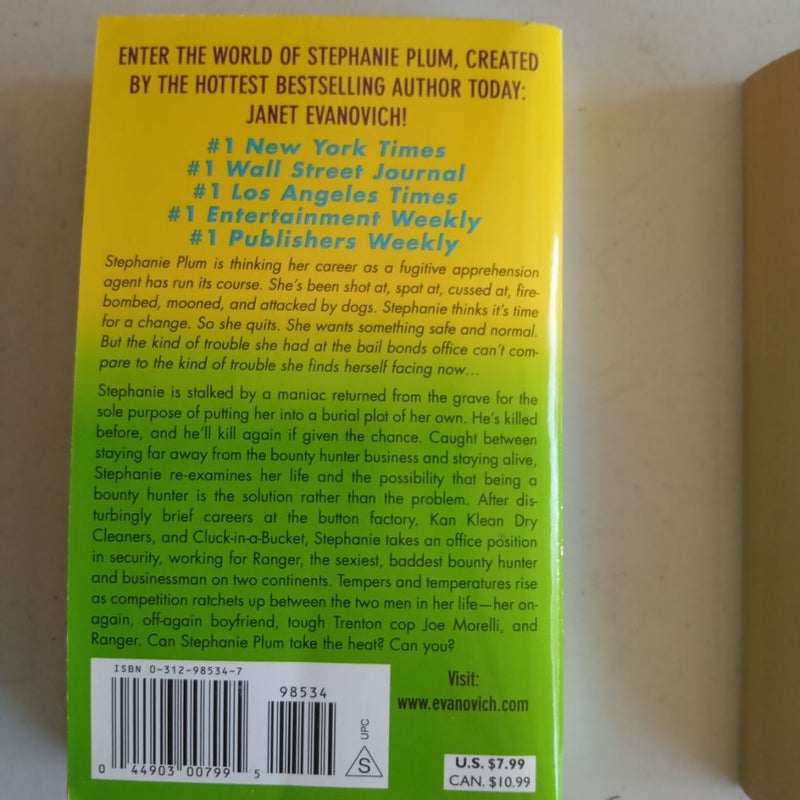 ENTER THE WORLD OF STEPHANIE PLUM, CREATED
BY THE HOTTEST BESTSELLING AUTHOR TODAY:
JANET EVANOVICH!
#1 New York Times
#1 Wall Street Journal
#1 Los Angeles Times
#1 Entertainment Weekly
#1 Publishers Weekly
Stephanie Plum is thinking her career as a fugitive apprehension
agent has run its course. She's been shot at, spat at, cussed at, fire-
bombed, mooned, and attacked by dogs. Stephanie thinks it's time
for a change. So she quits. She wants something safe and normal.
But the kind of trouble she had at the bail bonds office can't com-
pare to the kind of trouble she finds herself facing now...
Stephanie is stalked by a maniac returned from the grave for the
sole purpose of putting her into a burial plot of her own. He's killed
before, and he'll kill again if given the chance. Caught between
staying far away from the bounty hunter business and staying alive,
Stephanie re-examines her life and the possibility that being a
bounty hunter is the solution rather than the problem. After dis-
turbingly brief careers at the button factory, Kan Klean Dry
Cleaners, and Cluck-in-a-Bucket, Stephanie takes an office position
in security, working for Ranger, the sexiest, baddest bounty hunter
and businessman on two continents. Tempers and temperatures rise
as competition ratchets up between the two men in her life—her on-
again, off-again boyfriend, tough Trenton cop Joe Morelli, and
Ranger. Can Stephanie Plum take the heat? Can you?
ISBN 0-312-98534-7
98534
UPC
S
0 44903 00799 5
Visit:
www.evanovich.com
U.S. $7.99
CAN. $10.99